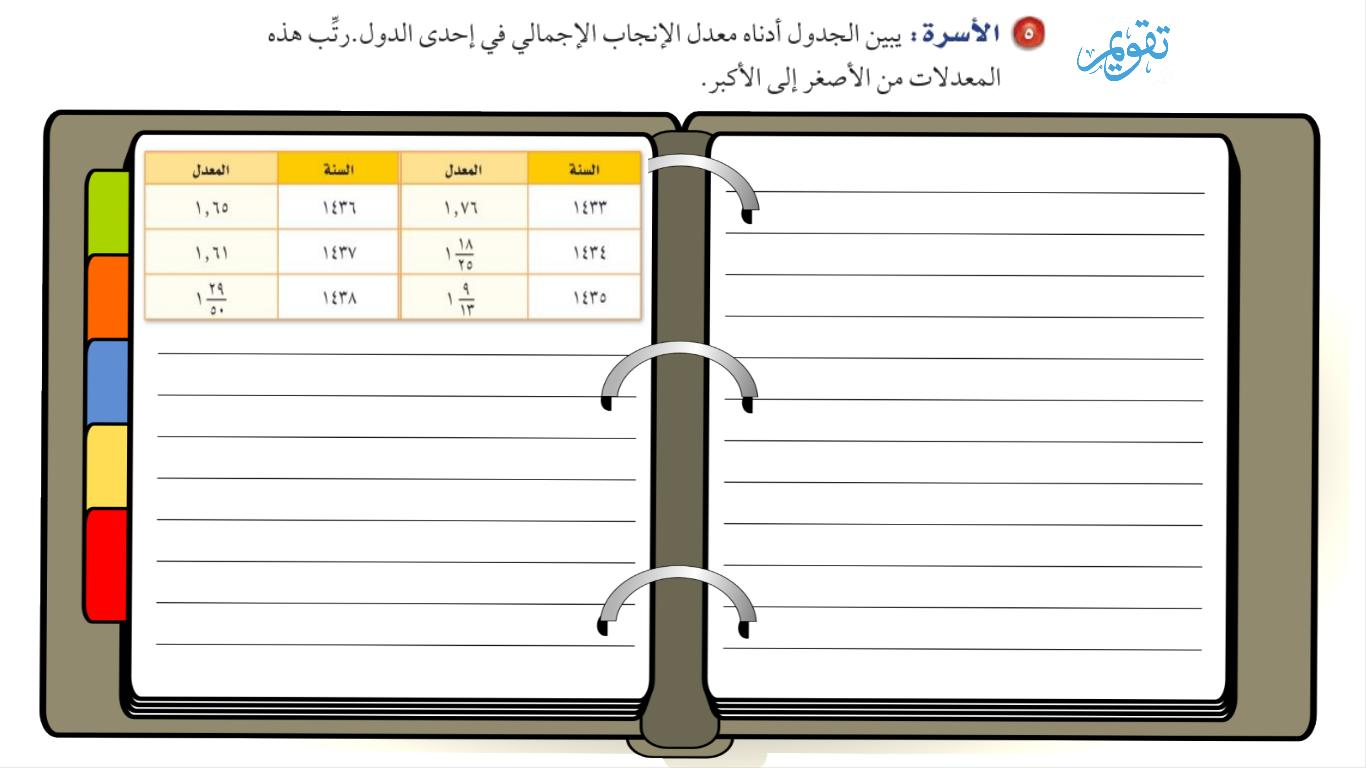 تقويم
٥ الأسرة: يبين الجدول أدناه معدل الإنجاب الإجمالي في إحدى الدول. رتِّب هذه
المعدلات من الأصغر إلى الأكبر.
السنة المعدل السنة المعدل
١٤٣٣ ١,٧٦ ١٤٣٦ ١,٦٥
١٤٣٤ ١ ١٨/٢٥ ١٤٣٧ ١,٦١
١٤٣٥ ١ ٩/١٣ ١٤٣٨ ١ ٢٩/٥٠